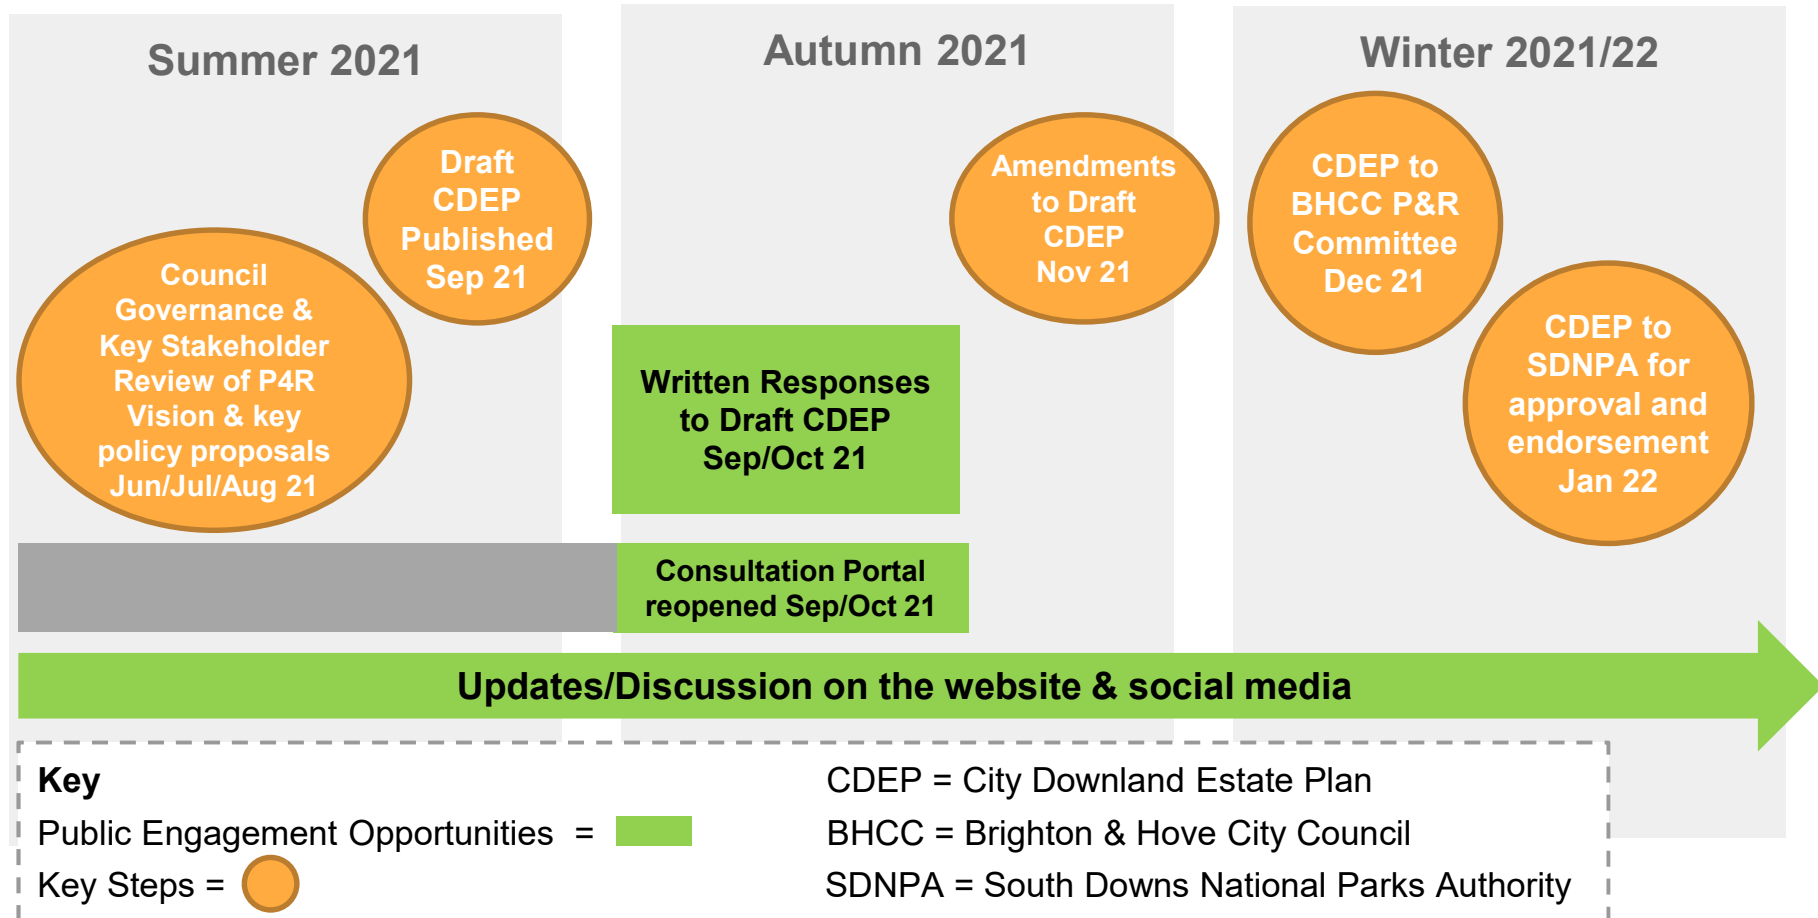 Summer 2021
Autumn 2021
Winter 2021/22
Council
Governance &
Key Stakeholder
Review of P4R
Vision & key
policy proposals
Jun/Jul/Aug 21
Draft
CDEP
Published
Sep 21
Written Responses
to Draft CDEP
Sep/Oct 21
Amendments
to Draft
CDEP
Nov 21
CDEP to
BHCC P&R
Committee
Dec 21
CDEP to
SDNPA for
approval and
endorsement
Jan 22
Consultation Portal
reopened Sep/Oct 21
Updates/Discussion on the website & social media
Key
Public Engagement Opportunities =
Key Steps =
CDEP = City Downland Estate Plan
BHCC = Brighton & Hove City Council
SDNPA = South Downs National Parks Authority